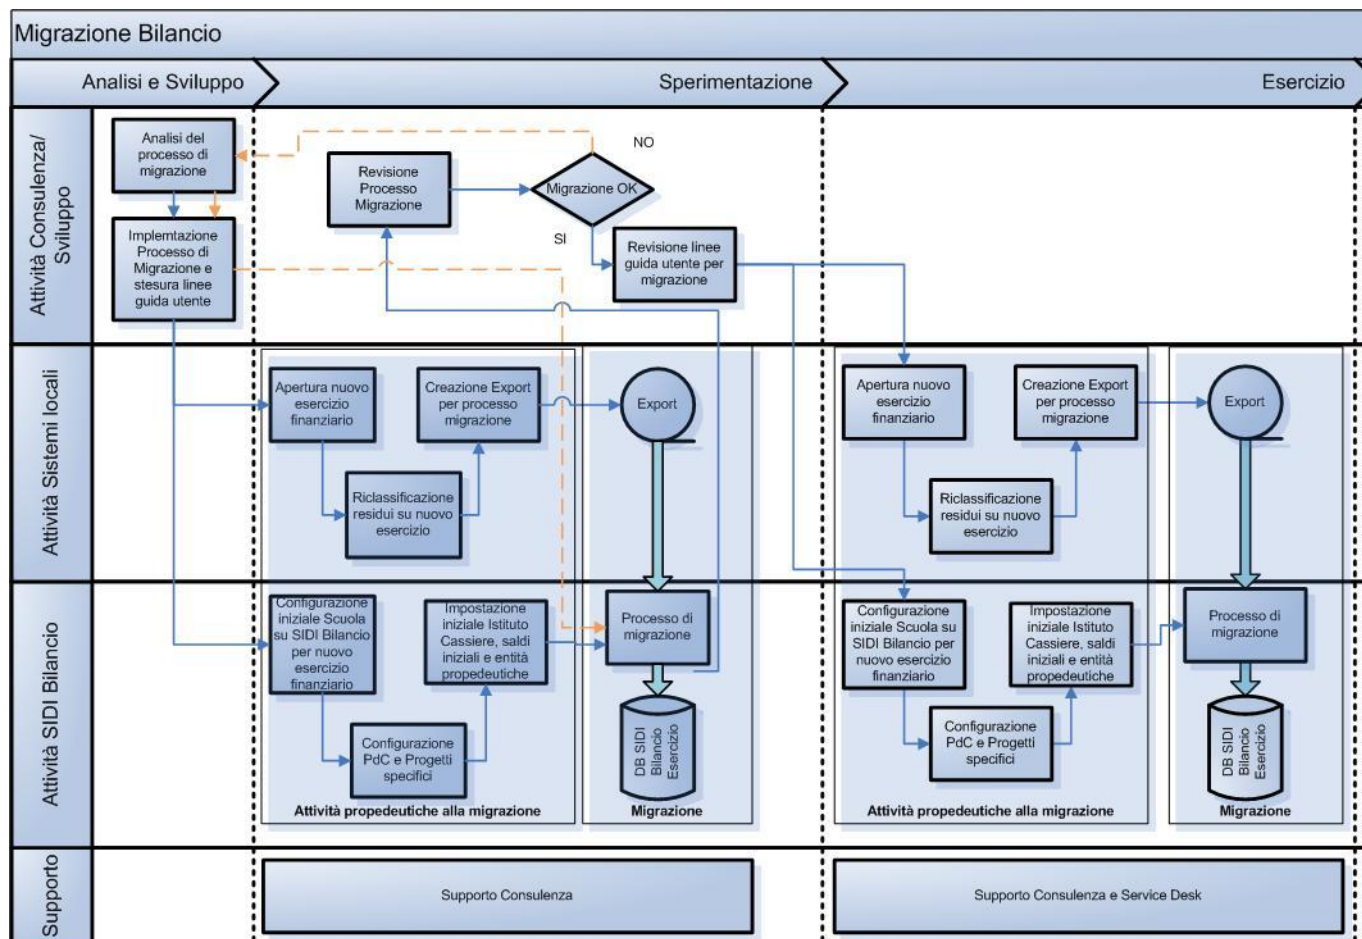 Migrazione Bilancio
Analisi e Sviluppo
Sperimentazione
Esercizio
Attività Consulenza/
Sviluppo
Analisi del
processo di
migrazione
Implemtazione
Processo di
Migrazione e
stesura linee
guida utente
Revisione
Processo
Migrazione
Migrazione OK
NO
SI
Revisione linee
guida utente per
migrazione
Attività Sistemi locali
Apertura nuovo
esercizio
finanziario
Creazione Export
per processo
migrazione
Export
Riclassificazione
residui su nuovo
esercizio
Apertura nuovo
esercizio
finanziario
Creazione Export
per processo
migrazione
Export
Riclassificazione
residui su nuovo
esercizio
Attività SIDI Bilancio
Configurazione
iniziale Scuola
su SIDI Bilancio
per nuovo
esercizio
finanziario
Impostazione
iniziale Istituto
Cassiere, saldi
iniziali e entità
propedeutiche
Processo di
migrazione
Configurazione
PdC e Progetti
specifici
DB SIDI
Bilancio
Esercizio
Attività propedeutiche alla migrazione
Migrazione
Configurazione
iniziale Scuola su
SIDI Bilancio per
nuovo esercizio
finanziario
Impostazione
iniziale Istituto
Cassiere, saldi
iniziali e entità
propedeutiche
Processo di
migrazione
Configurazione
PdC e Progetti
specifici
DB SIDI
Bilancio
Esercizio
Attività propedeutiche alla migrazione
Migrazione
Supporto
Supporto Consulenza
Supporto Consulenza e Service Desk